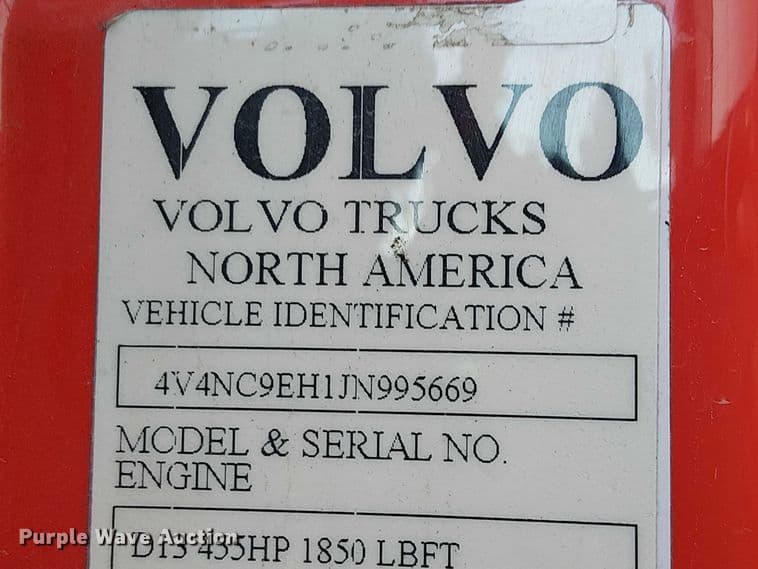 VOLVO
VOLVO TRUCKS
NORTH AMERICA
VEHICLE IDENTIFICATION #
4V4NC9EH1JN995669
MODEL & SERIAL NO.
ENGINE
D13 455HP 1850 LBFT
Purple Wave Auction